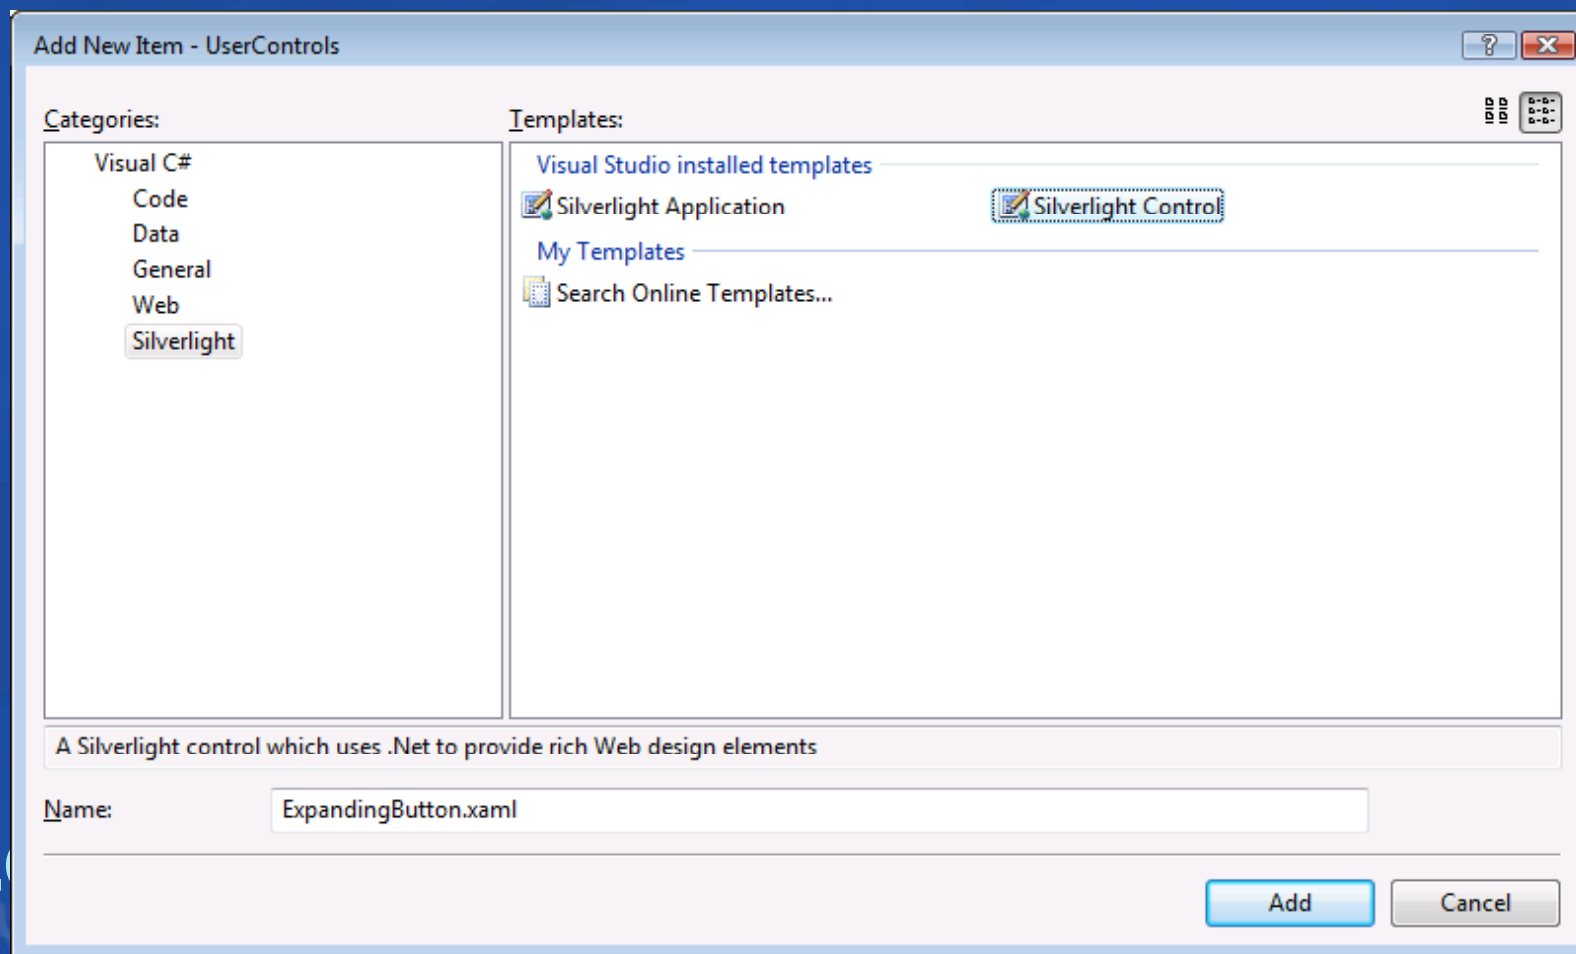 Add New Item - UserControls
Categories:
Templates:
Visual C#
Code
Data
General
Web
Silverlight
Visual Studio installed templates
Silverlight Application
Silverlight Control
My Templates
Search Online Templates...
A Silverlight control which uses .Net to provide rich Web design elements
Name:
ExpandingButton.xaml
Add
Cancel